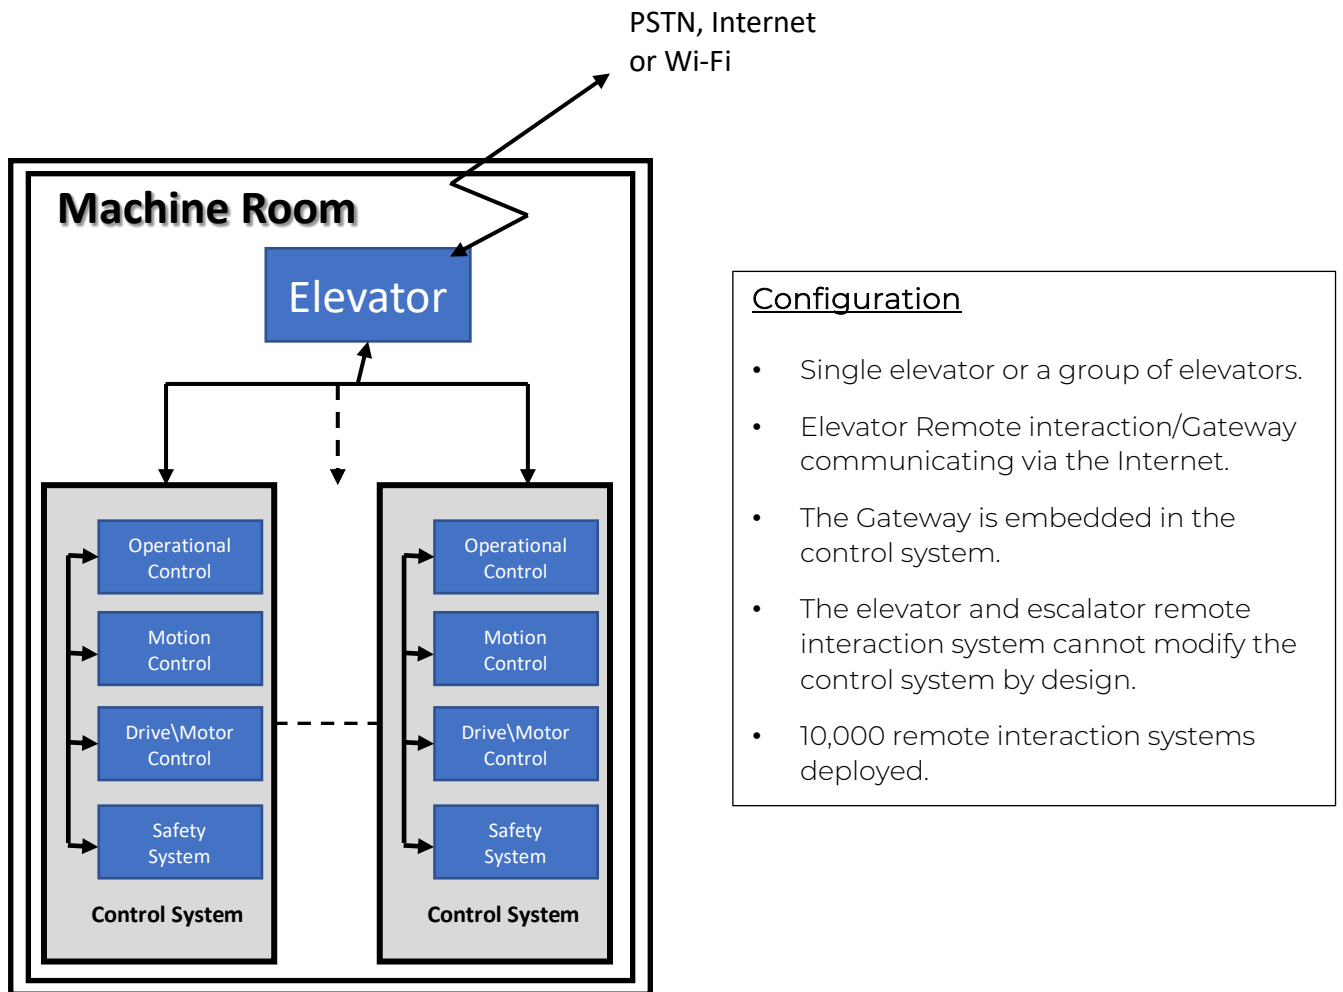 PSTN, Internet
or Wi-Fi
Machine Room
Elevator
Operational
Control
Motion
Control
Drive\Motor
Control
Safety
System
Control System
Operational
Control
Motion
Control
Drive\Motor
Control
Safety
System
Control System
Configuration
• Single elevator or a group of elevators.
• Elevator Remote interaction/Gateway
communicating via the Internet.
• The Gateway is embedded in the
control system.
• The elevator and escalator remote
interaction system cannot modify the
control system by design.
• 10,000 remote interaction systems
deployed.